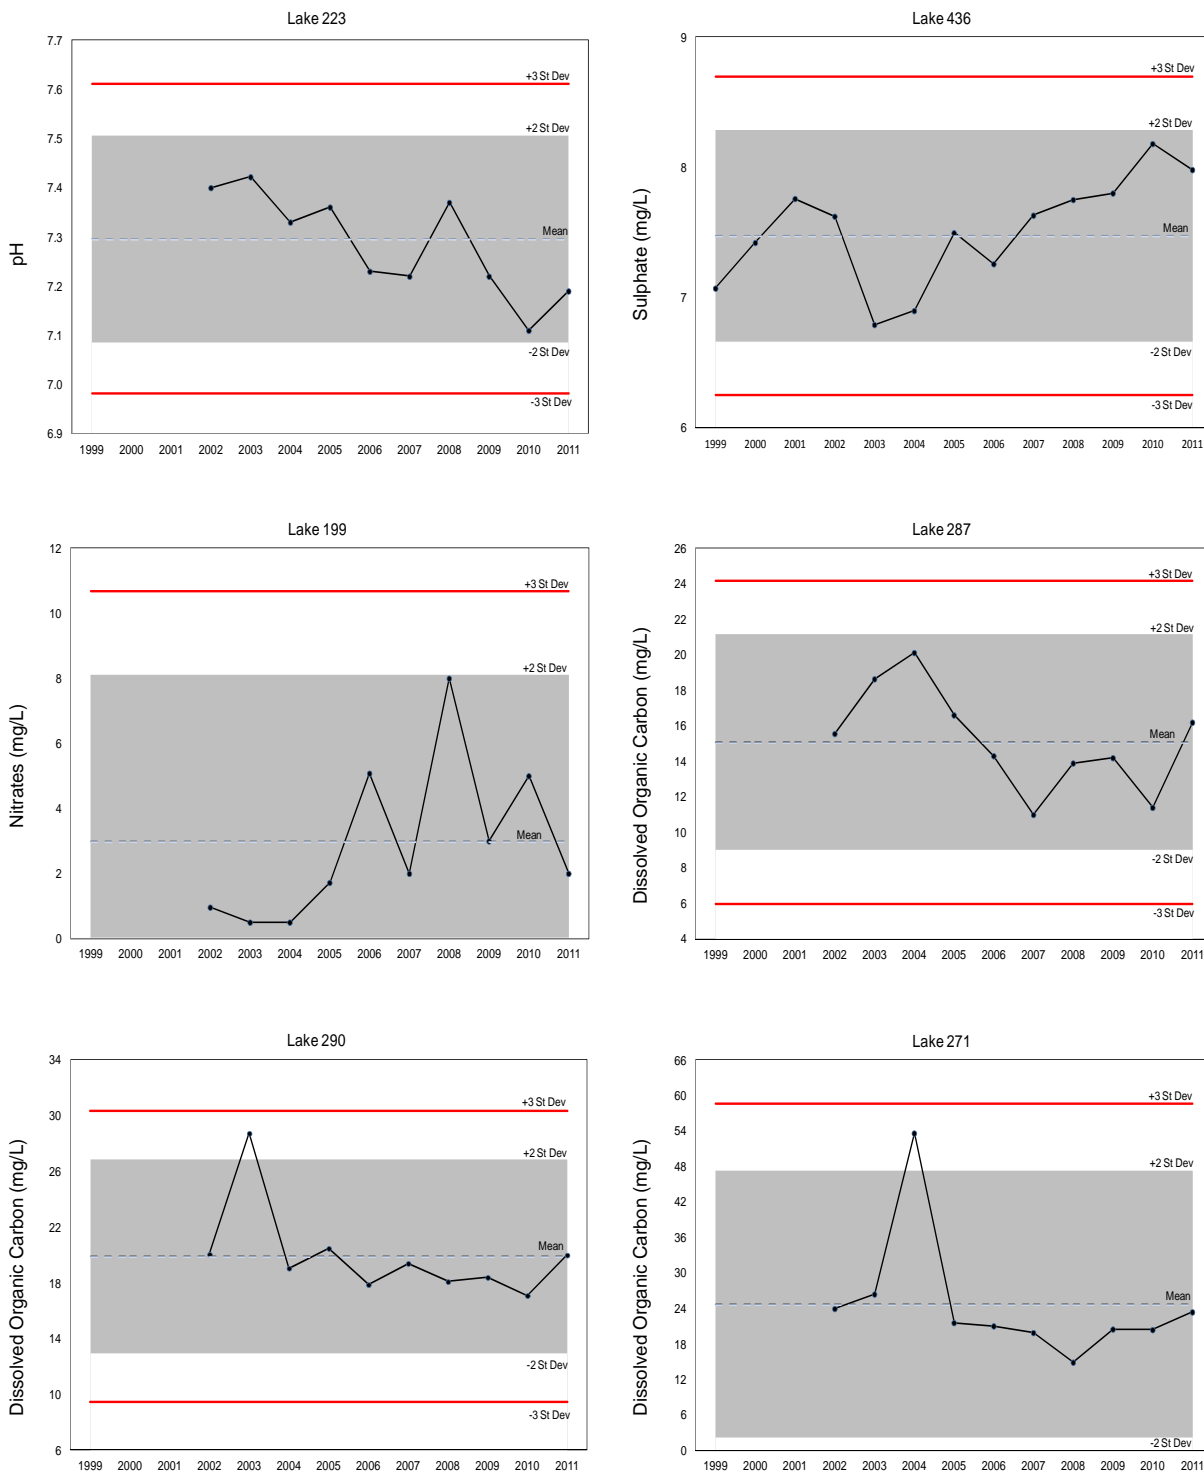 Lake 223
pH
7.7
7.6
7.5
7.4
7.3
7.2
7.1
7.0
6.9
+3 St Dev
+2 St Dev
Mean
-2 St Dev
-3 St Dev
1999 2000 2001 2002 2003 2004 2005 2006 2007 2008 2009 2010 2011
Lake 436
Sulphate (mg/L)
9
8
7
6
+3 St Dev
+2 St Dev
Mean
-2 St Dev
-3 St Dev
1999 2000 2001 2002 2003 2004 2005 2006 2007 2008 2009 2010 2011
Lake 199
Nitrates (mg/L)
12
10
8
6
4
2
0
+3 St Dev
+2 St Dev
Mean
1999 2000 2001 2002 2003 2004 2005 2006 2007 2008 2009 2010 2011
Lake 287
Dissolved Organic Carbon (mg/L)
26
24
22
20
18
16
14
12
10
8
6
4
+3 St Dev
+2 St Dev
Mean
-2 St Dev
-3 St Dev
1999 2000 2001 2002 2003 2004 2005 2006 2007 2008 2009 2010 2011
Lake 290
Dissolved Organic Carbon (mg/L)
34
30
26
22
18
14
10
6
+3 St Dev
+2 St Dev
Mean
-2 St Dev
-3 St Dev
1999 2000 2001 2002 2003 2004 2005 2006 2007 2008 2009 2010 2011
Lake 271
Dissolved Organic Carbon (mg/L)
66
60
54
48
42
36
30
24
18
12
6
0
+3 St Dev
+2 St Dev
Mean
-2 St Dev
1999 2000 2001 2002 2003 2004 2005 2006 2007 2008 2009 2010 2011